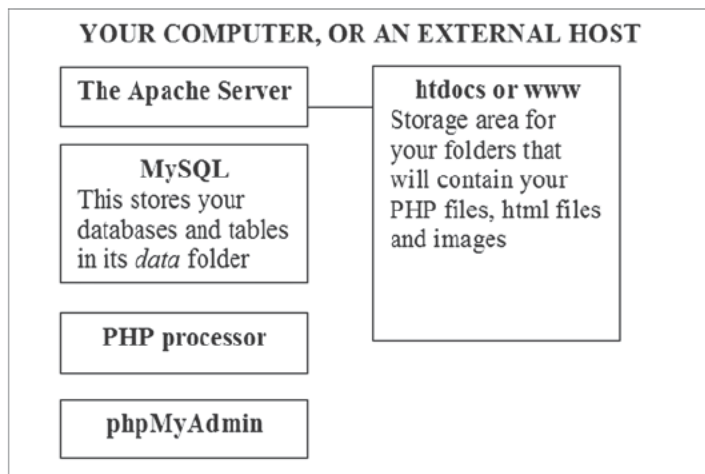 YOUR COMPUTER, OR AN EXTERNAL HOST
The Apache Server
MySQL
This stores your
databases and tables
in its data folder
PHP processor
phpMyAdmin
htdocs or www
Storage area for
your folders that
will contain your
PHP files, html files
and images